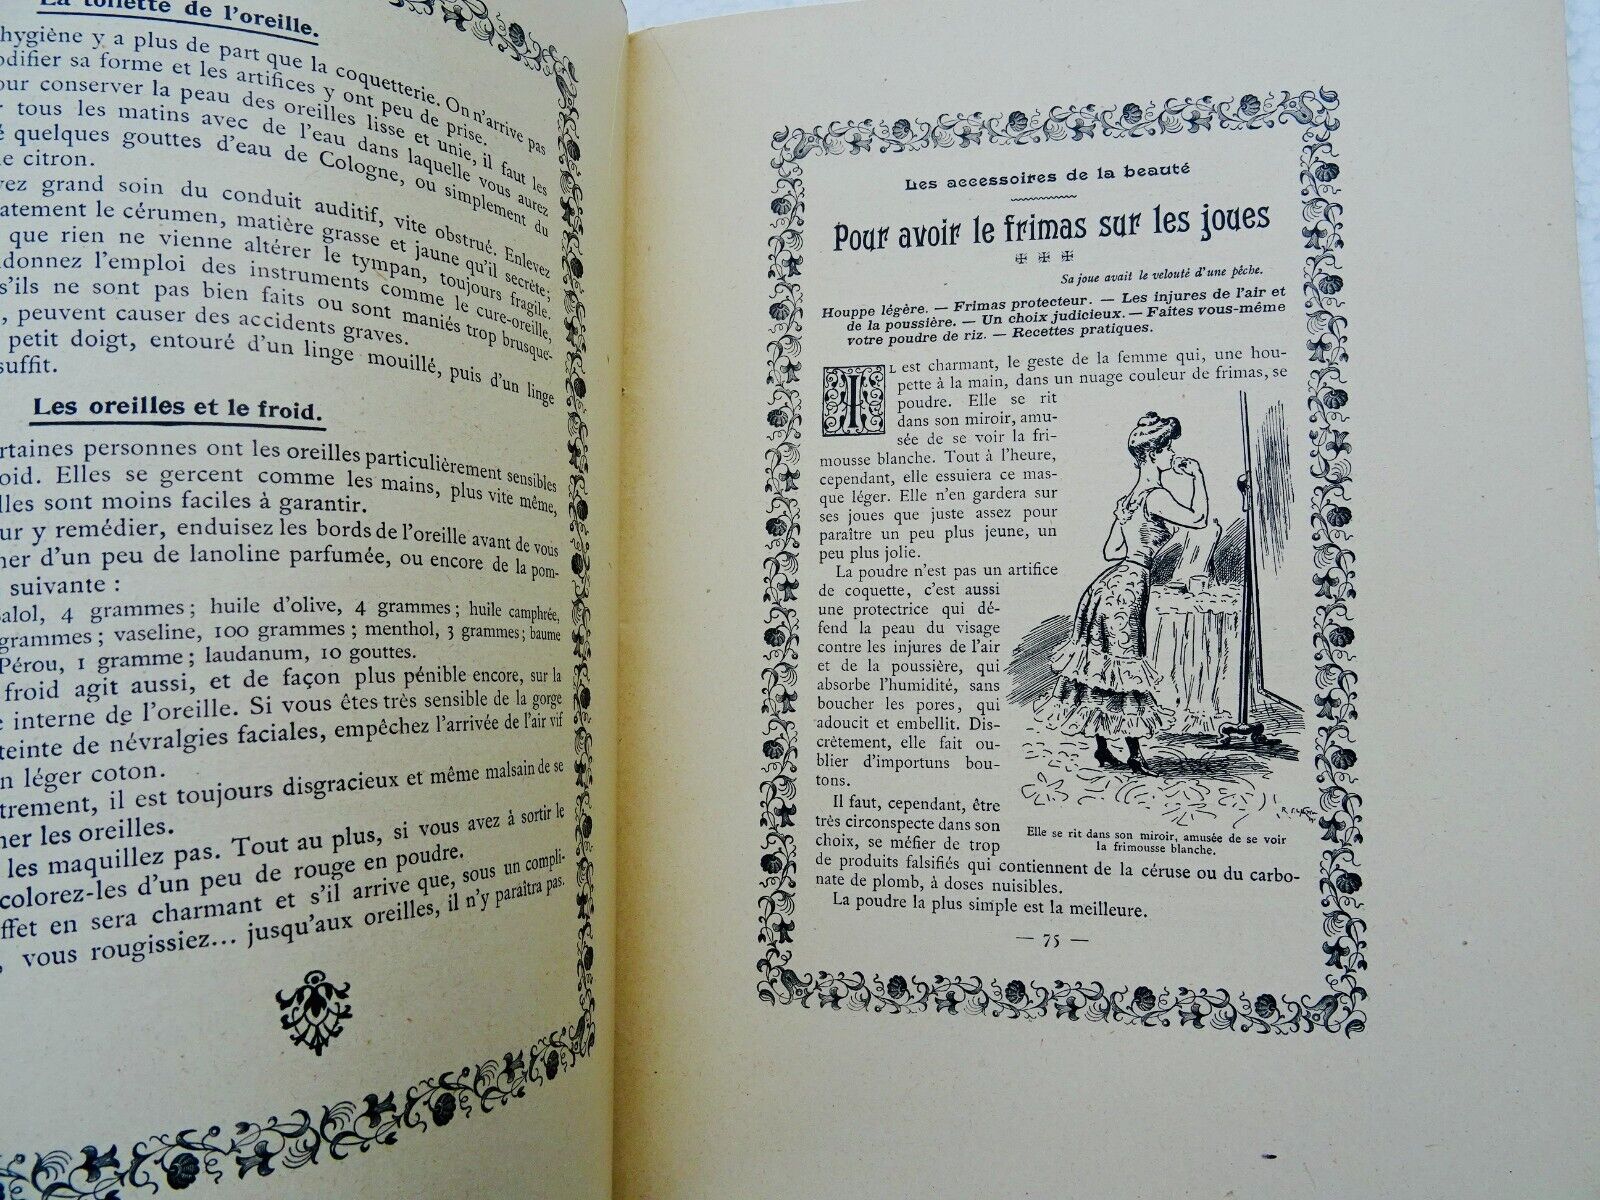 La toilette de l'oreille.
hygiène y a plus de part que la coquetterie. On n'arrive pas
odifier sa forme et les artifices y ont peu de prise.
our conserver la peau des oreilles lisse et unie, il faut les
r tous les matins avec de l'eau dans laquelle vous aurez
é quelques gouttes d'eau de Cologne, ou simplement du
le citron.
vez grand soin du conduit auditif, vite obstrué. Enlevez
atement le cérumen, matière grasse et jaune qu'il secrète;
que rien ne vienne altérer le tympan, toujours fragile.
ndonnez l'emploi des instruments comme le cure-oreille,
s'ils ne sont pas bien faits ou sont maniés trop brusque-
, peuvent causer des accidents graves.
petit doigt, entouré d'un linge mouillé, puis d'un linge
suffit.
Les oreilles et le froid.
ertaines personnes ont les oreilles particulièrement sensibles
roid. Elles se gercent comme les mains, plus vite même,
lles sont moins faciles à garantir.
ur y remédier, enduisez les bords de l'oreille avant de vous
her d'un peu de lanoline parfumée, ou encore de la pom-
suivante :
Salol, 4 grammes; huile d'olive, 4 grammes; huile camphrée,
grammes; vaseline, 100 grammes; menthol, 3 grammes; baume
Pérou, 1 gramme; laudanum, 10 gouttes.
froid agit aussi, et de façon plus pénible encore, sur la
e interne de l'oreille. Si vous êtes très sensible de la gorge
tteinte de névralgies faciales, empêchez l'arrivée de l'air vif
n léger coton.
trement, il est toujours disgracieux et même malsain de se
her les oreilles.
les maquillez pas. Tout au plus, si vous avez à sortir le
colorez-les d'un peu de rouge en poudre.
ffet en sera charmant et s'il arrive que, sous un compli-
, vous rougissiez... jusqu'aux oreilles, il n'y paraîtra pas.
Les accessoires de la beauté
Pour avoir le frimas sur les joues
Sa joue avait le velouté d'une pêche.
Houppe légère. — Frimas protecteur. — Les injures de l'air et
de la poussière. — Un choix judicieux. — Faites vous-même
votre poudre de riz. — Recettes pratiques.
IL est charmant, le geste de la femme qui, une hou-
pette à la main, dans un nuage couleur de frimas, se
poudre. Elle se rit
dans son miroir, amu-
sée de se voir la fri-
mousse blanche. Tout à l'heure,
cependant, elle essuiera ce mas-
que léger. Elle n'en gardera sur
ses joues que juste assez pour
paraître un peu plus jeune, un
peu plus jolie.
La poudre n'est pas un artifice
de coquette, c'est aussi
une protectrice qui dé-
fend la peau du visage
contre les injures de l'air
et de la poussière, qui
absorbe l'humidité, sans
boucher les pores, qui
adoucit et embellit. Dis-
crètement, elle fait ou-
blier d'importuns bou-
tons.
Il faut, cependant, être
très circonspecte dans son
choix, se méfier de trop
de produits falsifiés qui contiennent de la céruse ou du carbo-
nate de plomb, à doses nuisibles.
La poudre la plus simple est la meilleure.
Elle se rit dans son miroir, amusée de se voir
la frimousse blanche.
— 75 —